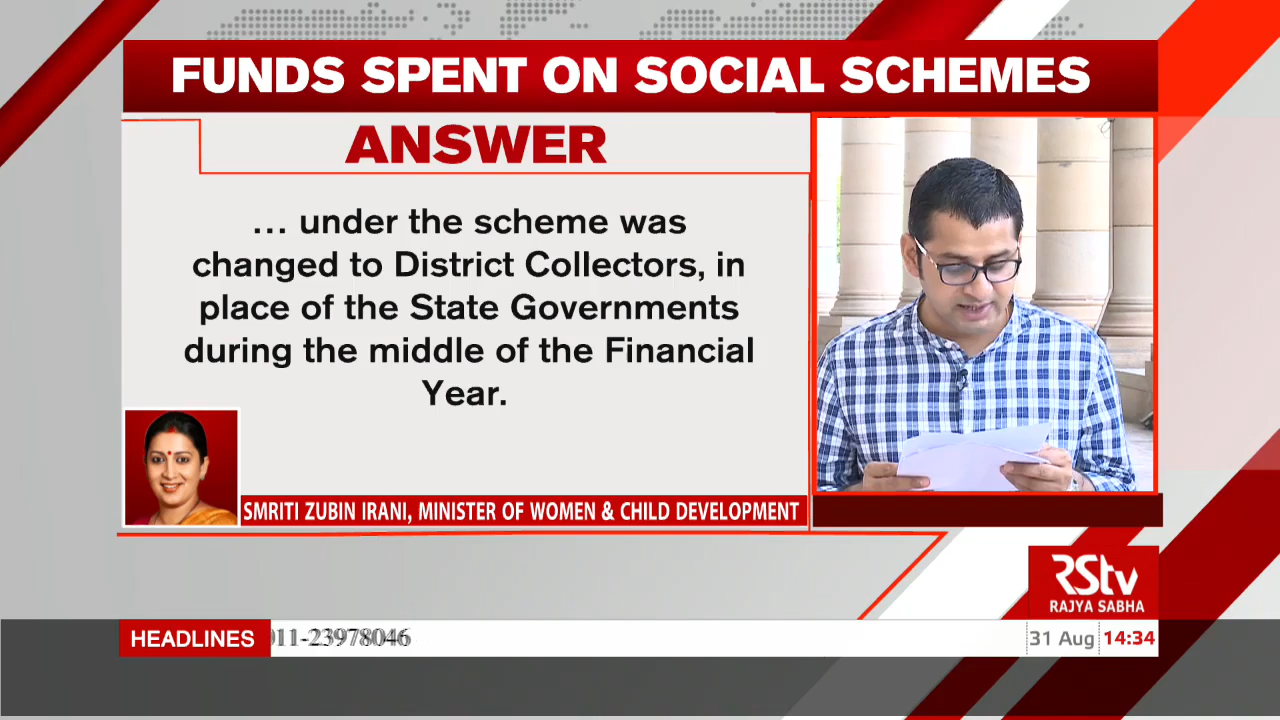 FUNDS SPENT ON SOCIAL SCHEMES
ANSWER
... under the scheme was
changed to District Collectors, in
place of the State Governments
during the middle of the Financial
Year.
SMRITI ZUBIN IRANI, MINISTER OF WOMEN & CHILD DEVELOPMENT
RSTV
RAJYA SABHA
HEADLINES 011-23978046 31 Aug 14:34